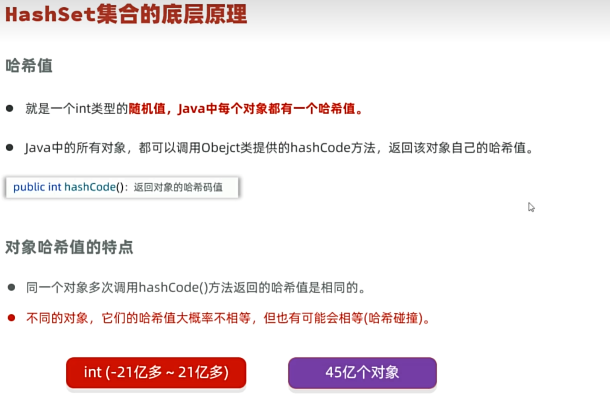 HashSet集合的底层原理
哈希值
就是一个int类型的随机值，Java中每个对象都有一个哈希值。
Java中的所有对象，都可以调用Obejct类提供的hashCode方法，返回该对象自己的哈希值。
public int hashCode()：返回对象的哈希码值
对象哈希值的特点
同一个对象多次调用hashCode()方法返回的哈希值是相同的。
不同的对象，它们的哈希值大概率不相等，但也有可能会相等(哈希碰撞)。
int (-21亿多 ~ 21亿多)
45亿个对象